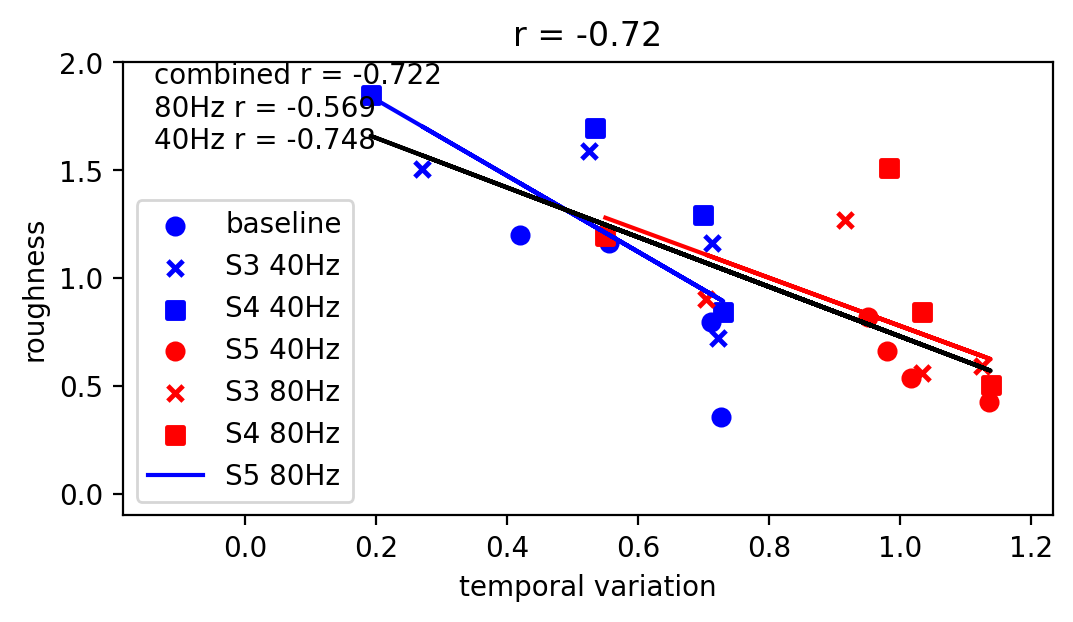 r = -0.72
combined r = -0.722
80Hz r = -0.569
40Hz r = -0.748
baseline
S3 40Hz
S4 40Hz
S5 40Hz
S3 80Hz
S4 80Hz
S5 80Hz
roughness
2.0
1.5
1.0
0.5
0.0
0.0 0.2 0.4 0.6 0.8 1.0 1.2
temporal variation